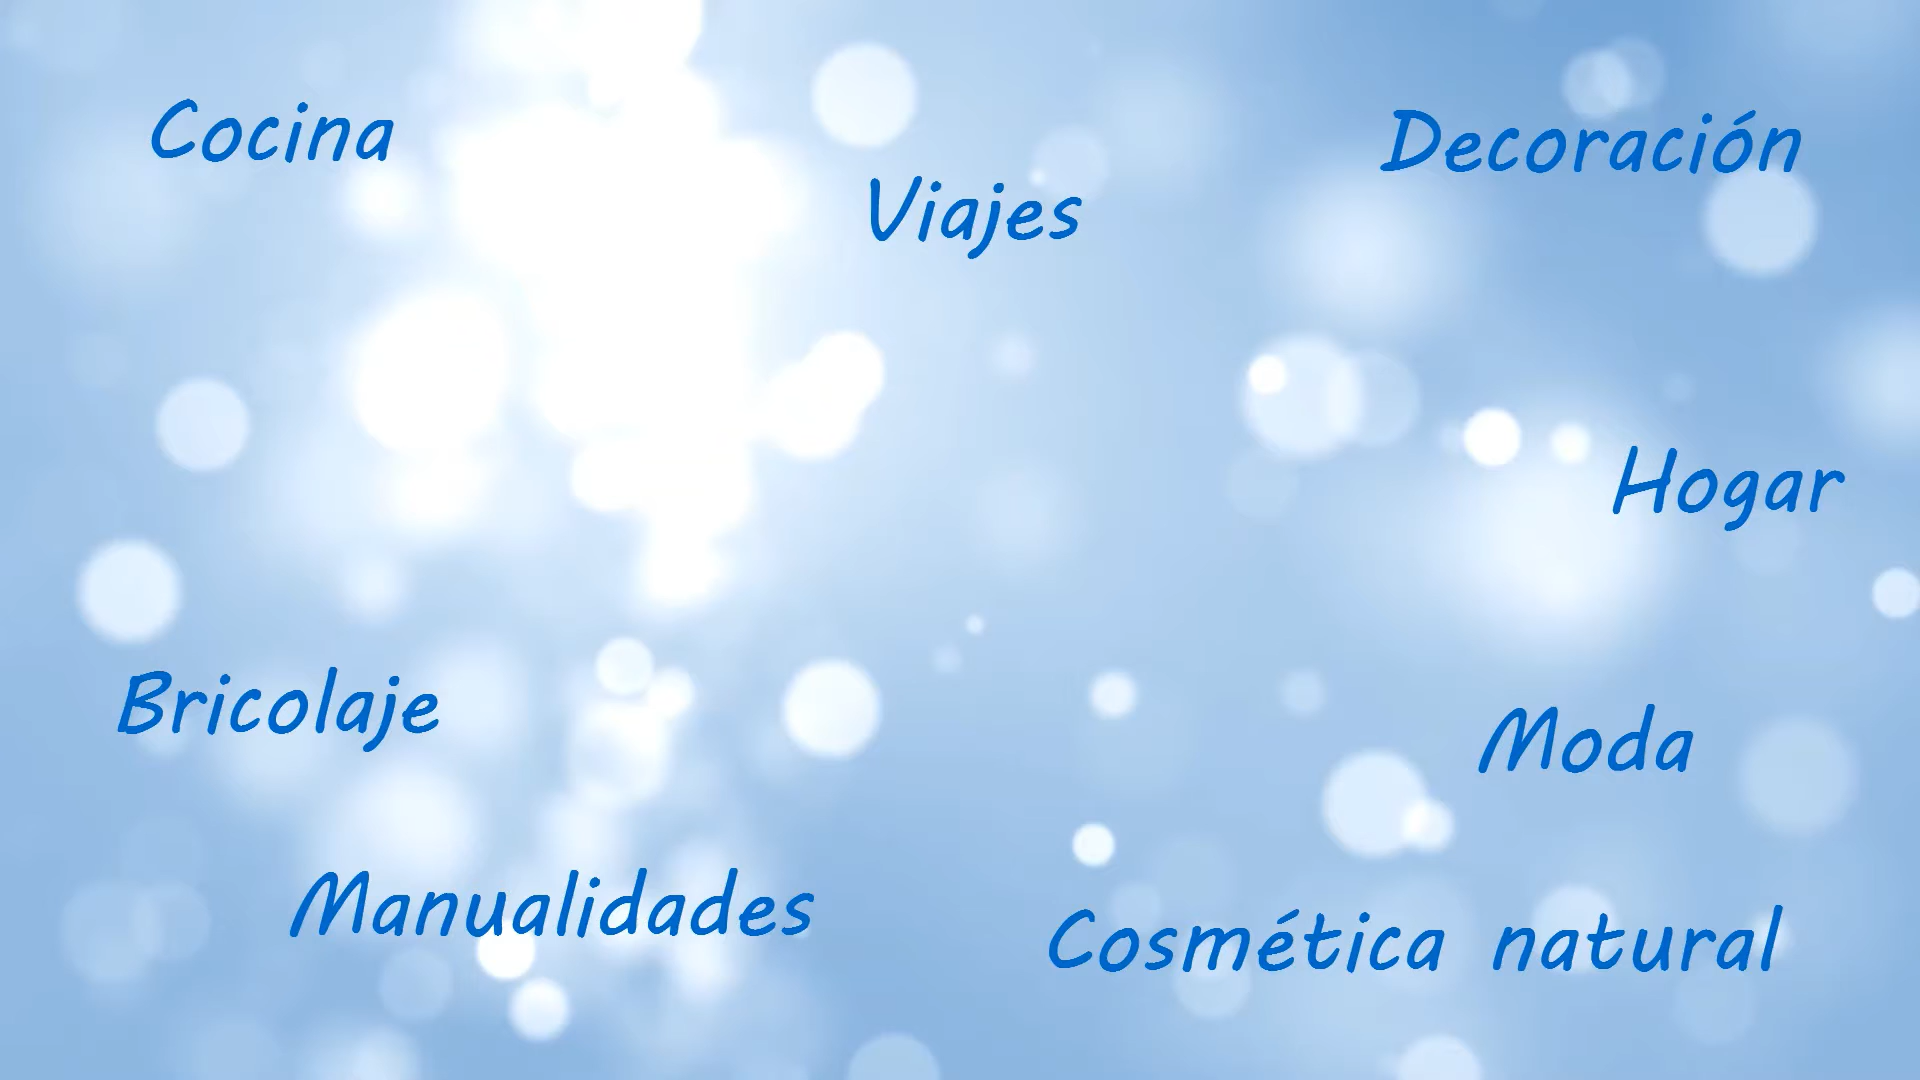 Cocina
Decoración
Viajes
Hogar
Bricolaje
Moda
Manualidades
Cosmética natural